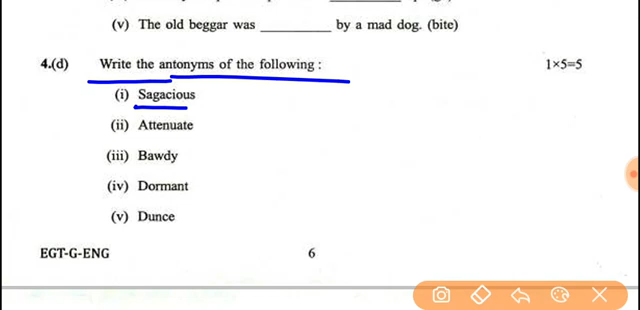 (v) The old beggar was __________ by a mad dog. (bite)
4.(d) Write the antonyms of the following : 1×5=5
(i) Sagacious
(ii) Attenuate
(iii) Bawdy
(iv) Dormant
(v) Dunce
EGT-G-ENG 6